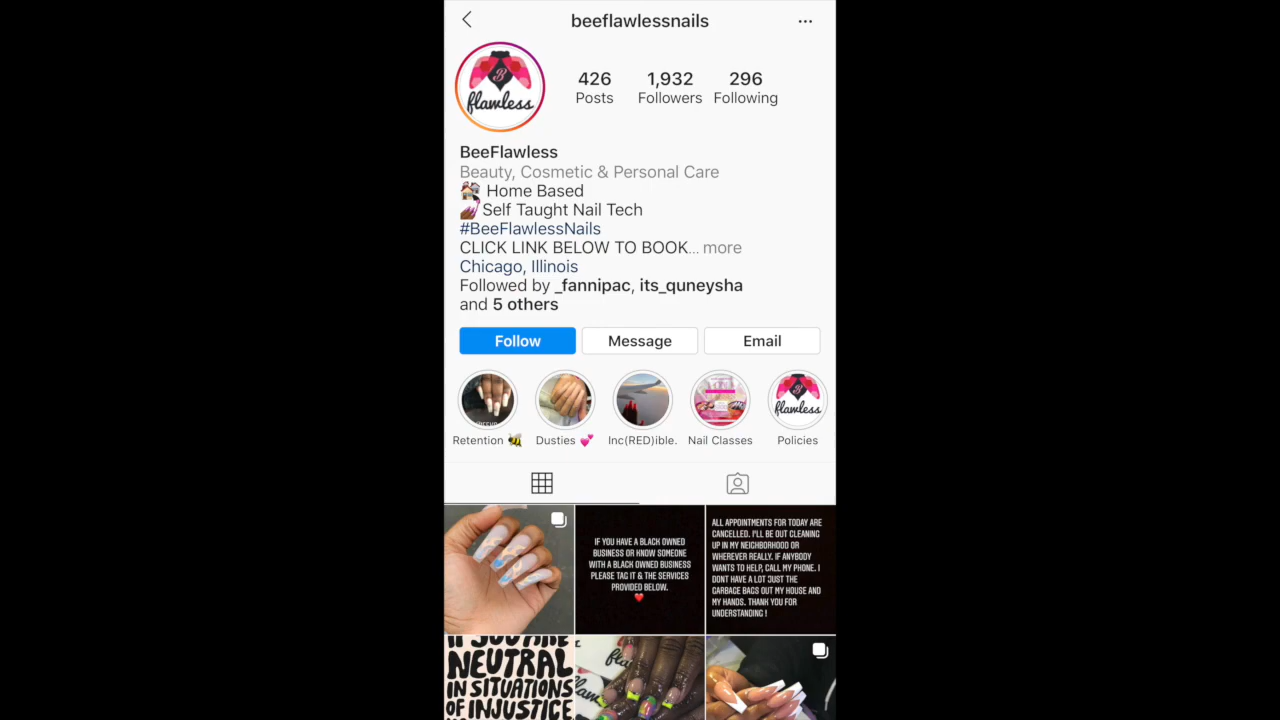 beeflawlessnails
...
B
flawless
426
1,932
296
Posts
Followers
Following
BeeFlawless
Beauty, Cosmetic & Personal Care
Home Based
Self Taught Nail Tech
#BeeFlawlessNails
CLICK LINK BELOW TO BOOK... more
Chicago, Illinois
Followed by _fannipac, its_quneysha
and 5 others
Follow
Message
Email
B
flawless
Retention
Dusties
Inc(RED)ible.
Nail Classes
Policies
IF YOU HAVE A BLACK OWNED
BUSINESS OR KNOW SOMEONE
WITH A BLACK OWNED BUSINESS
PLEASE TAG IT & THE SERVICES
PROVIDED BELOW.
ALL APPOINTMENTS FOR TODAY ARE
CANCELLED. I'LL BE OUT CLEANING
UP IN MY NEIGHBORHOOD OR
WHEREVER REALLY. IF ANYBODY
WANTS TO HELP, CALL MY PHONE. I
DONT HAVE A LOT JUST THE
GARBAGE BAGS OUT MY HOUSE AND
MY HANDS. THANK YOU FOR
UNDERSTANDING !
IF YOU ARE
NEUTRAL
IN SITUATIONS
OF INJUSTICE